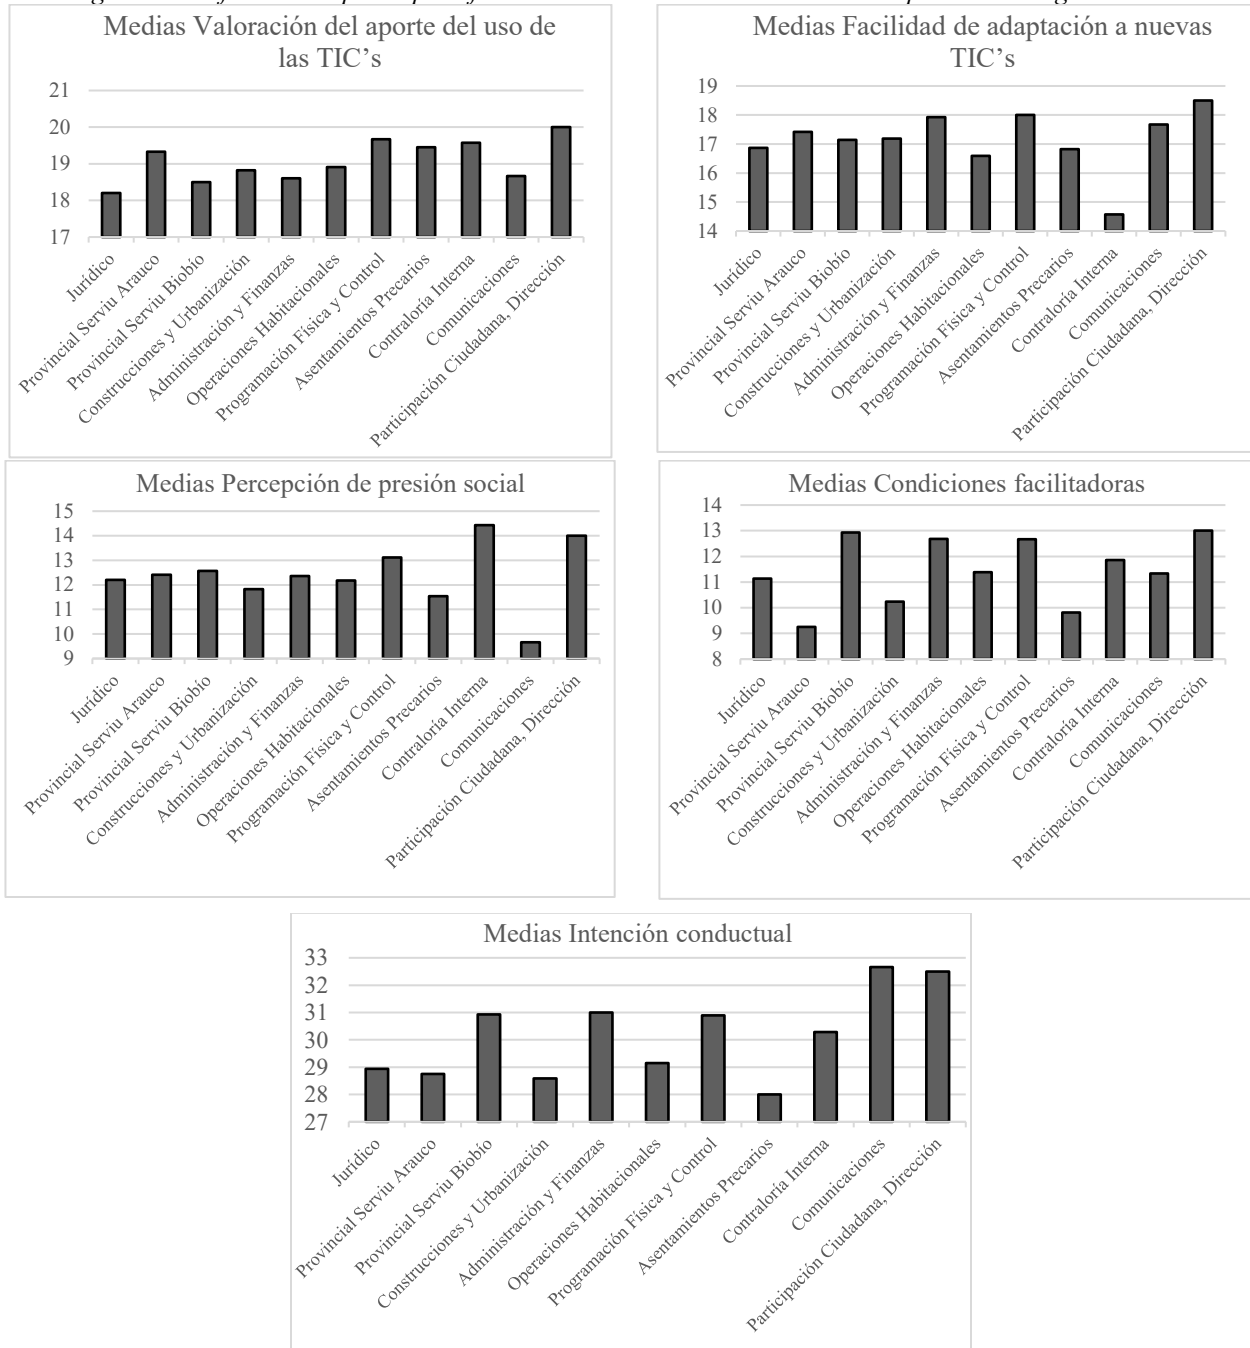 Medias Valoración del aporte del uso de
las TIC’s
21
20
19
18
17
Jurídico
Provincial Serviu Arauco
Provincial Serviu Biobío
Construcciones y Urbanización
Administración y Finanzas
Operaciones Habitacionales
Programación Física y Control
Asentamientos Precarios
Contraloría Interna
Comunicaciones
Participación Ciudadana, Dirección
Medias Facilidad de adaptación a nuevas
TIC’s
19
18
17
16
15
14
Jurídico
Provincial Serviu Arauco
Provincial Serviu Biobío
Construcciones y Urbanización
Administración y Finanzas
Operaciones Habitacionales
Programación Física y Control
Asentamientos Precarios
Contraloría Interna
Comunicaciones
Participación Ciudadana, Dirección
Medias Percepción de presión social
15
14
13
12
11
10
9
Jurídico
Provincial Serviu Arauco
Provincial Serviu Biobío
Construcciones y Urbanización
Administración y Finanzas
Operaciones Habitacionales
Programación Física y Control
Asentamientos Precarios
Contraloría Interna
Comunicaciones
Participación Ciudadana, Dirección
Medias Condiciones facilitadoras
14
13
12
11
10
9
8
Jurídico
Provincial Serviu Arauco
Provincial Serviu Biobío
Construcciones y Urbanización
Administración y Finanzas
Operaciones Habitacionales
Programación Física y Control
Asentamientos Precarios
Contraloría Interna
Comunicaciones
Participación Ciudadana, Dirección
Medias Intención conductual
33
32
31
30
29
28
27
Jurídico
Provincial Serviu Arauco
Provincial Serviu Biobío
Construcciones y Urbanización
Administración y Finanzas
Operaciones Habitacionales
Programación Física y Control
Asentamientos Precarios
Contraloría Interna
Comunicaciones
Participación Ciudadana, Dirección